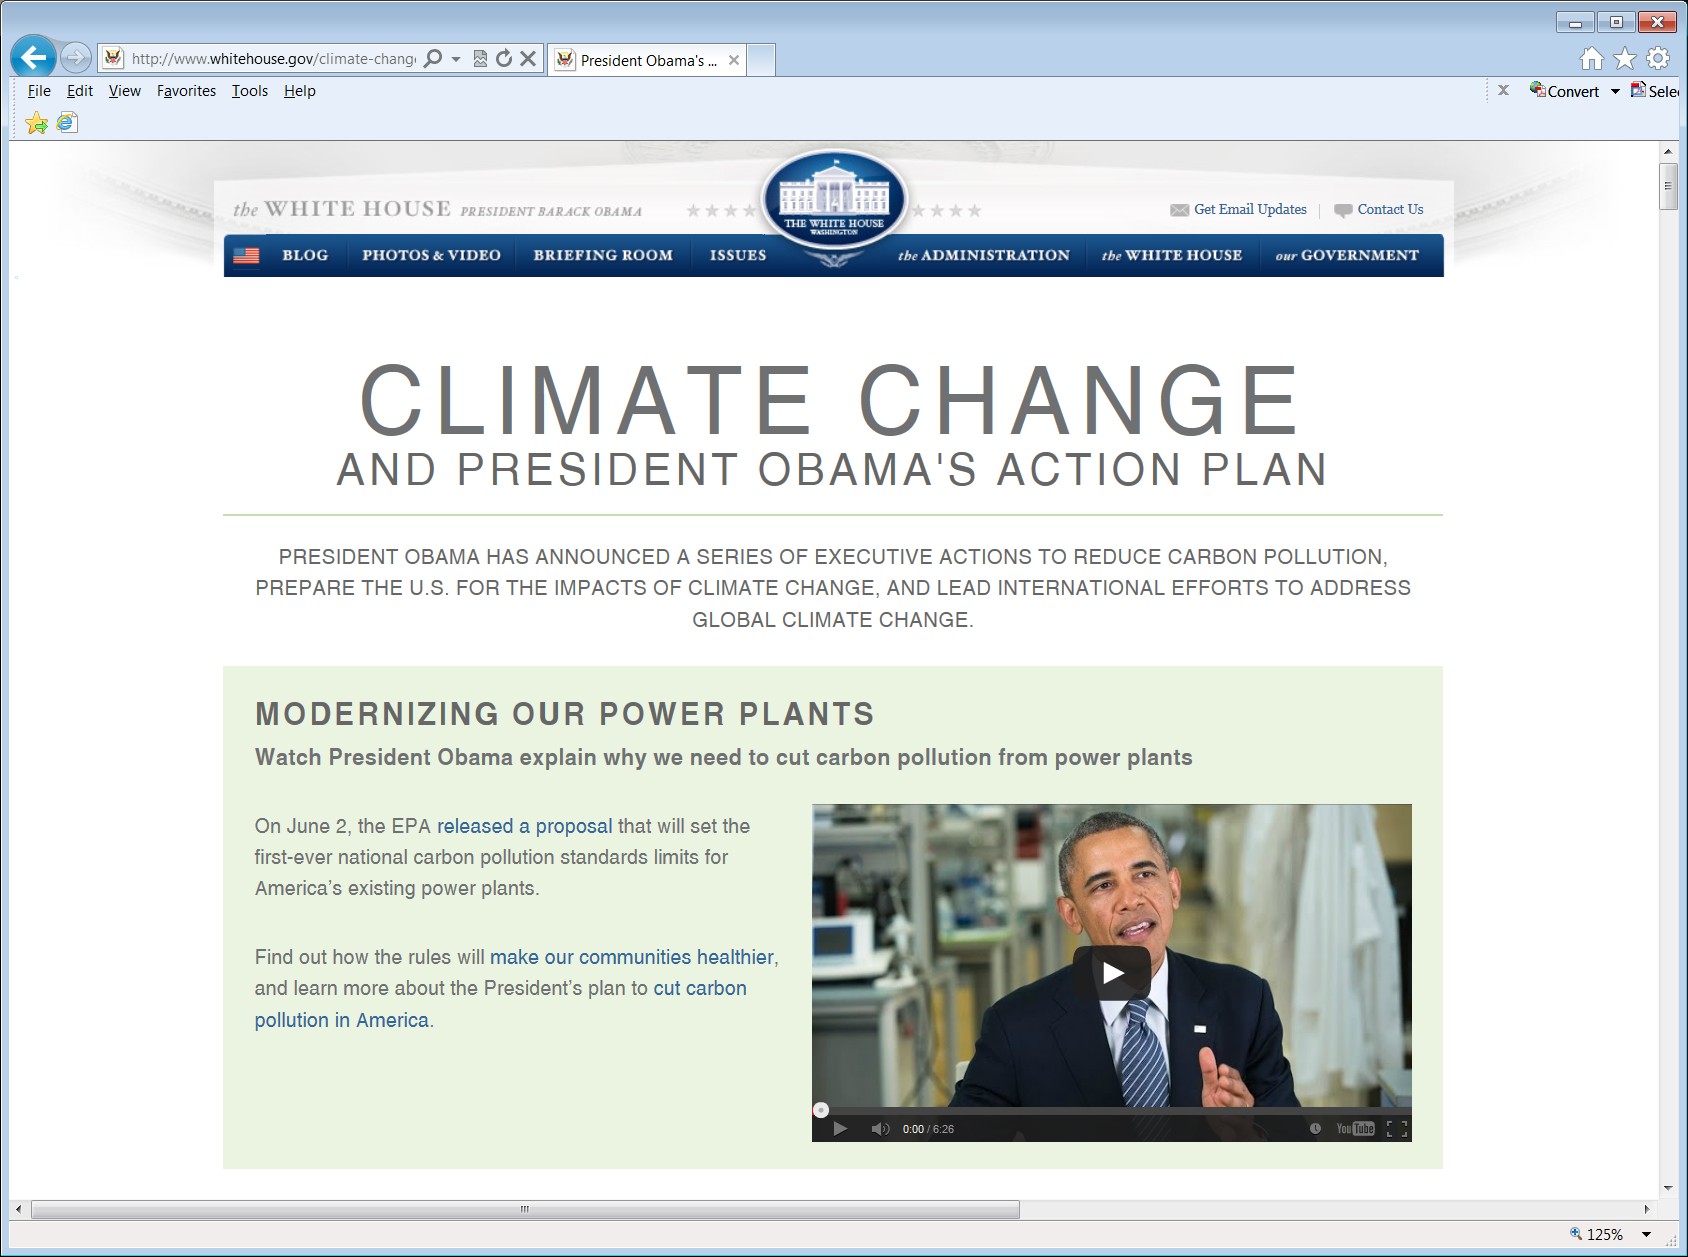 http://www.whitehouse.gov/climate-change
President Obama's ...
File Edit View Favorites Tools Help
x Convert Selec
the WHITE HOUSE PRESIDENT BARACK OBAMA
THE WHITE HOUSE
WASHINGTON
Get Email Updates Contact Us
BLOG PHOTOS & VIDEO BRIEFING ROOM ISSUES the ADMINISTRATION the WHITE HOUSE our GOVERNMENT
CLIMATE CHANGE
AND PRESIDENT OBAMA'S ACTION PLAN
PRESIDENT OBAMA HAS ANNOUNCED A SERIES OF EXECUTIVE ACTIONS TO REDUCE CARBON POLLUTION,
PREPARE THE U.S. FOR THE IMPACTS OF CLIMATE CHANGE, AND LEAD INTERNATIONAL EFFORTS TO ADDRESS
GLOBAL CLIMATE CHANGE.
MODERNIZING OUR POWER PLANTS
Watch President Obama explain why we need to cut carbon pollution from power plants
On June 2, the EPA released a proposal that will set the
first-ever national carbon pollution standards limits for
America's existing power plants.
Find out how the rules will make our communities healthier,
and learn more about the President's plan to cut carbon
pollution in America.
0:00 / 6:26
YouTube
125%